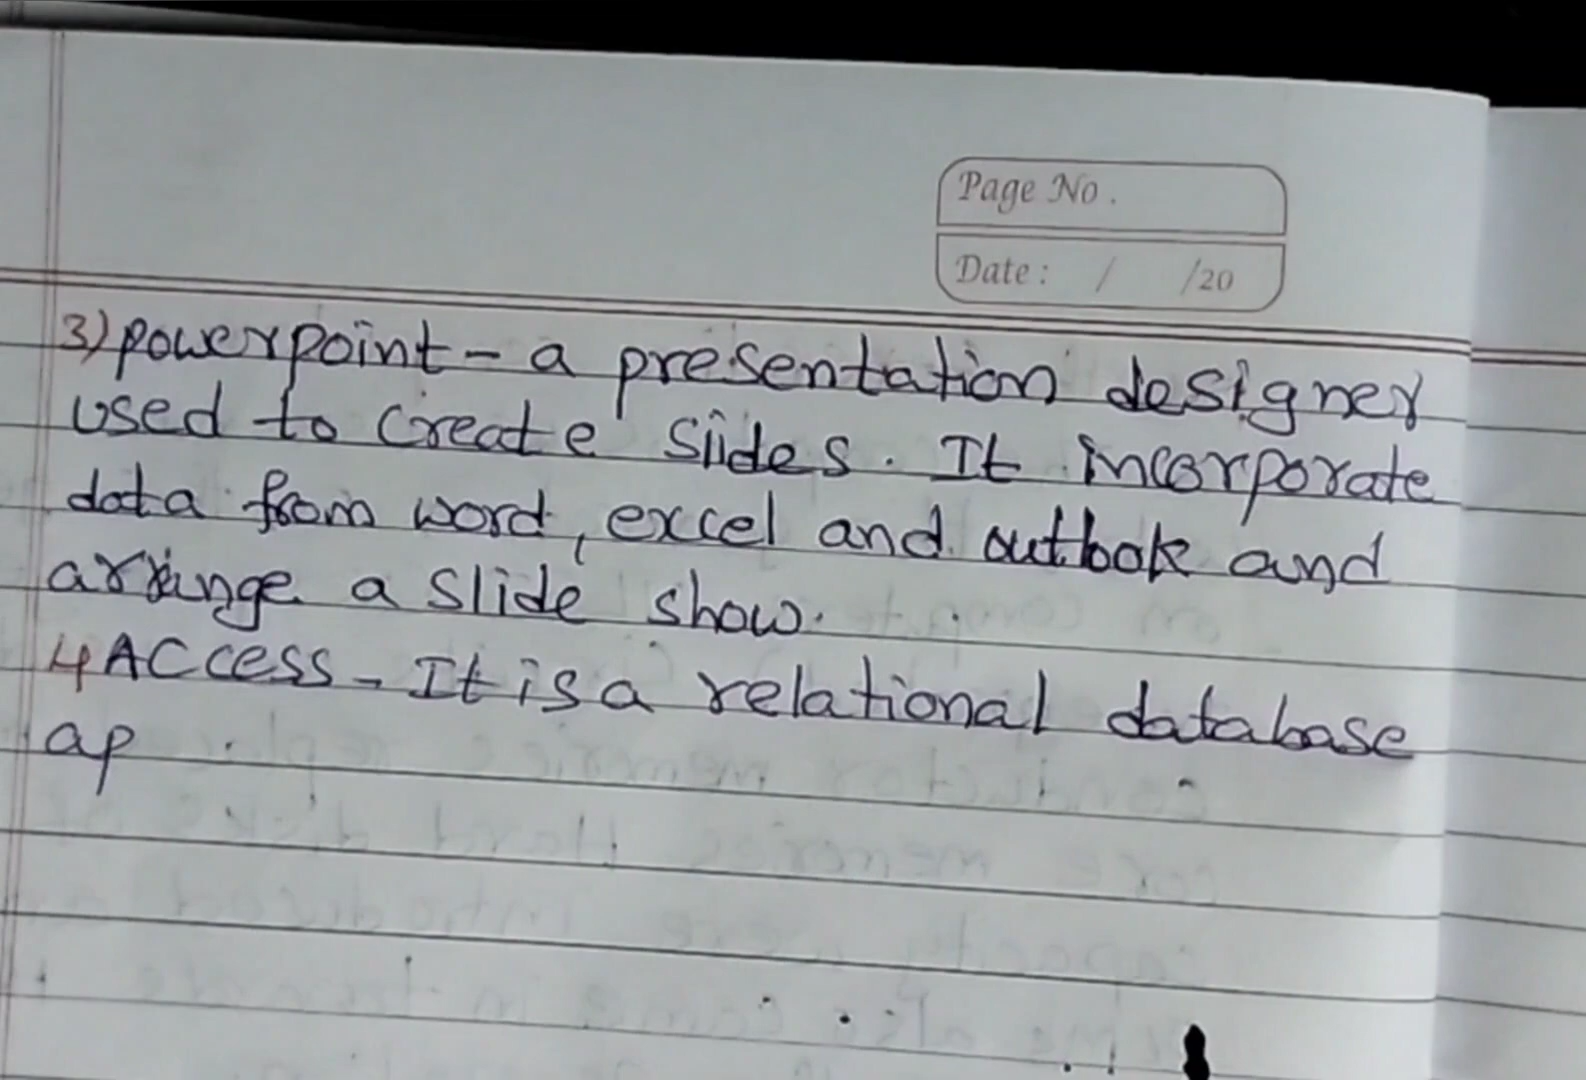 Page No.
Date: / /20
3) powerpoint - a presentation designer
used to create slides. It incorporate
data from word, excel and outlook and
arrange a slide show.
4 ACCess - It is a relational database
ap